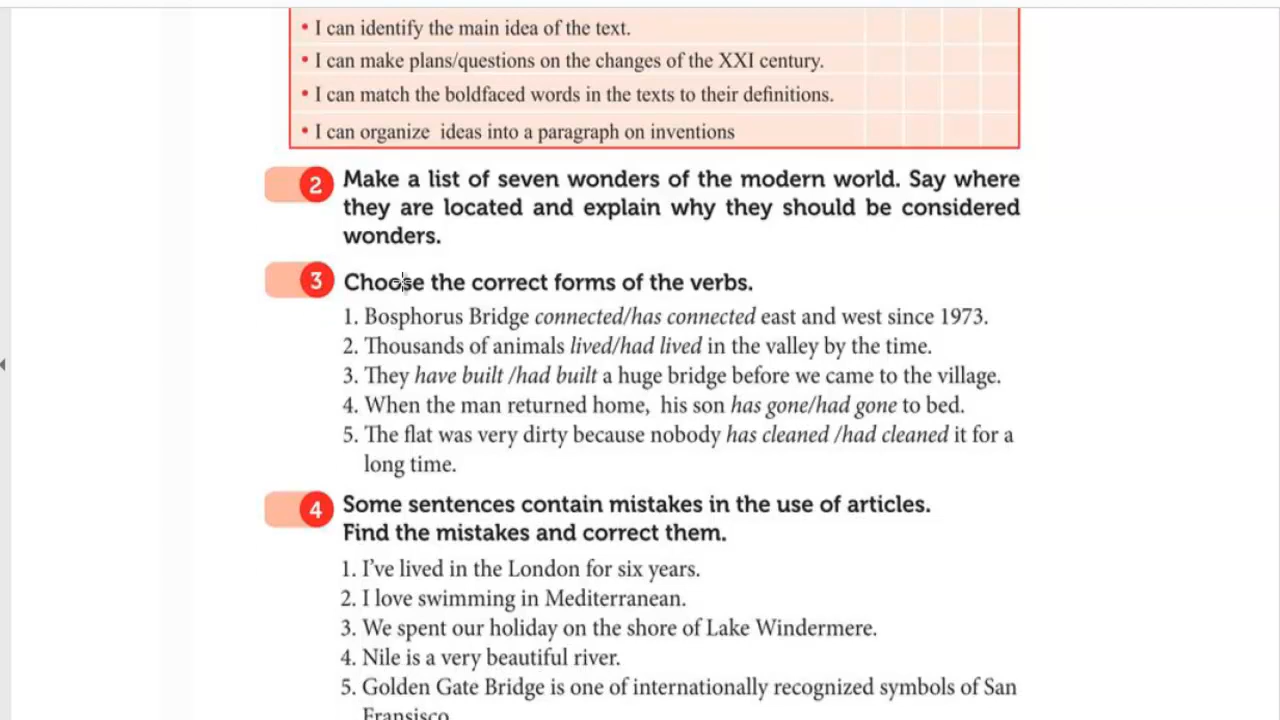 • I can identify the main idea of the text.
• I can make plans/questions on the changes of the XXI century.
• I can match the boldfaced words in the texts to their definitions.
• I can organize ideas into a paragraph on inventions
2 Make a list of seven wonders of the modern world. Say where
they are located and explain why they should be considered
wonders.
3 Choose the correct forms of the verbs.
1. Bosphorus Bridge connected/has connected east and west since 1973.
2. Thousands of animals lived/had lived in the valley by the time.
3. They have built /had built a huge bridge before we came to the village.
4. When the man returned home, his son has gone/had gone to bed.
5. The flat was very dirty because nobody has cleaned /had cleaned it for a
long time.
4 Some sentences contain mistakes in the use of articles.
Find the mistakes and correct them.
1. I've lived in the London for six years.
2. I love swimming in Mediterranean.
3. We spent our holiday on the shore of Lake Windermere.
4. Nile is a very beautiful river.
5. Golden Gate Bridge is one of internationally recognized symbols of San
Fransisco.